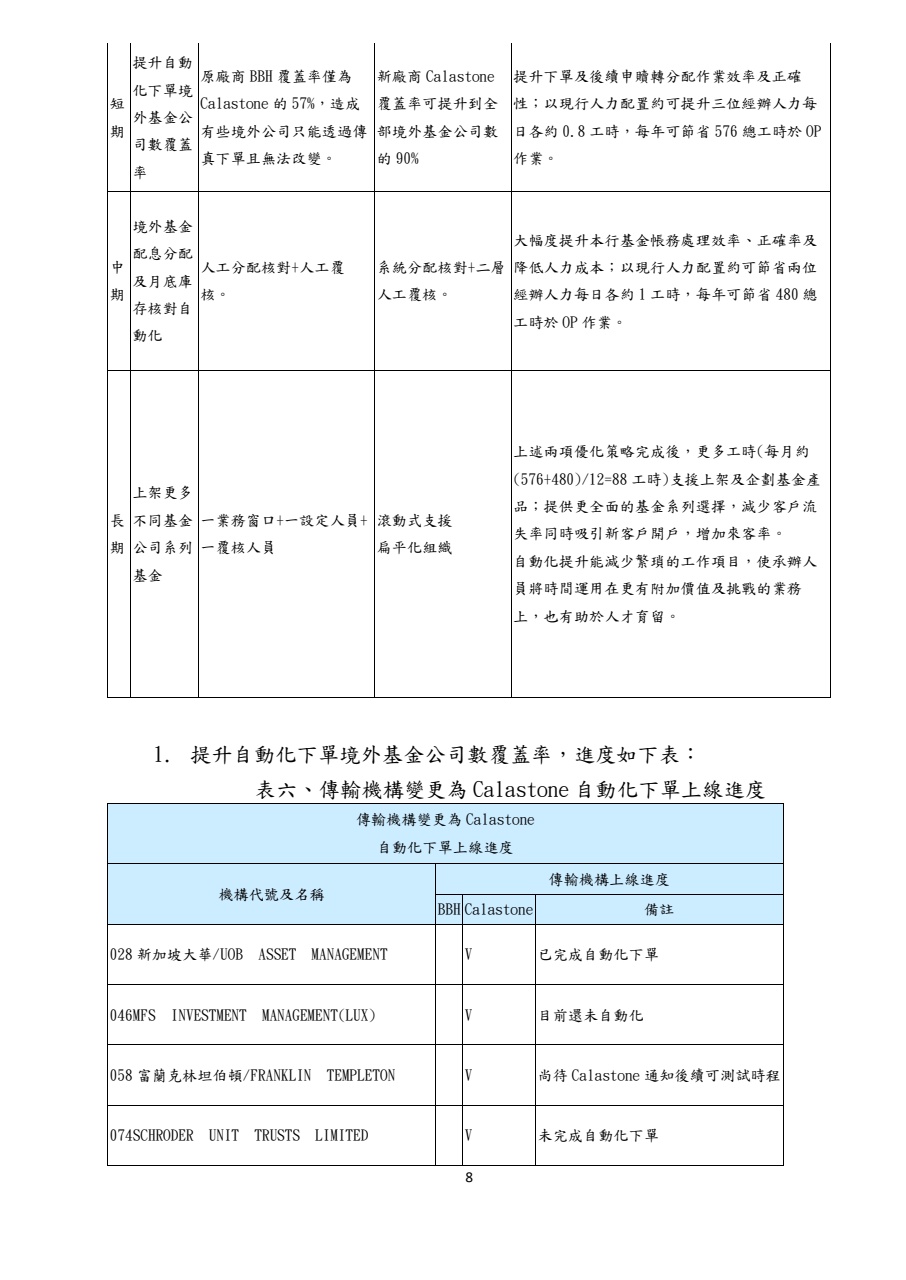 短
期
提升自動
化下單境
外基金公
司數覆蓋
率
原廠商 BBH 覆蓋率僅為
Calastone 的 57%，造成
有些境外公司只能透過傳
真下單且無法改變。
新廠商 Calastone
覆蓋率可提升到全
部境外基金公司數
的 90%
提升下單及後續申贖轉分配作業效率及正確
性；以現行人力配置約可提升三位經辦人力每
日各約 0.8 工時，每年可節省 576 總工時於 OP
作業。
中
期
境外基金
配息分配
及月底庫
存核對自
動化
人工分配核對+人工覆
核。
系統分配核對+二層
人工覆核。
大幅度提升本行基金帳務處理效率、正確率及
降低人力成本；以現行人力配置約可節省兩位
經辦人力每日各約 1 工時，每年可節省 480 總
工時於 OP 作業。
長
期
上架更多
不同基金
公司系列
基金
一業務窗口+一設定人員+
一覆核人員
滾動式支援
扁平化組織
上述兩項優化策略完成後，更多工時(每月約
(576+480)/12=88 工時)支援上架及企劃基金產
品；提供更全面的基金系列選擇，減少客戶流
失率同時吸引新客戶開戶，增加來客率。
自動化提升能減少繁瑣的工作項目，使承辦人
員將時間運用在更有附加價值及挑戰的業務
上，也有助於人才育留。
1. 提升自動化下單境外基金公司數覆蓋率，進度如下表：
表六、傳輸機構變更為 Calastone 自動化下單上線進度
傳輸機構變更為 Calastone
自動化下單上線進度
機構代號及名稱
傳輸機構上線進度
BBH Calastone 備註
028 新加坡大華/UOB ASSET MANAGEMENT V 已完成自動化下單
046MFS INVESTMENT MANAGEMENT(LUX) V 目前還未自動化
058 富蘭克林坦伯頓/FRANKLIN TEMPLETON V 尚待 Calastone 通知後續可測試時程
074SCHRODER UNIT TRUSTS LIMITED V 未完成自動化下單
8